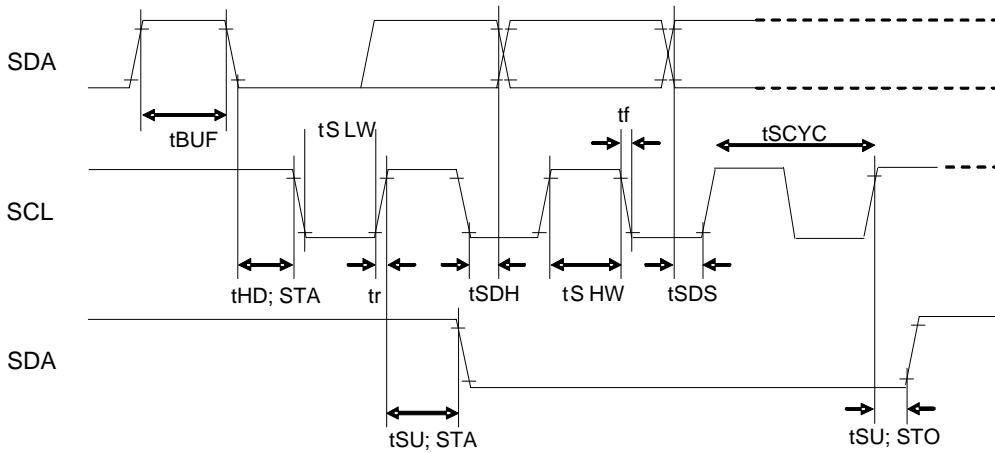 SDA
tBUF
tS LW
tf
tSCYC
SCL
tHD; STA
tr
tSDH
tS HW
tSDS
SDA
tSU; STA
tSU; STO